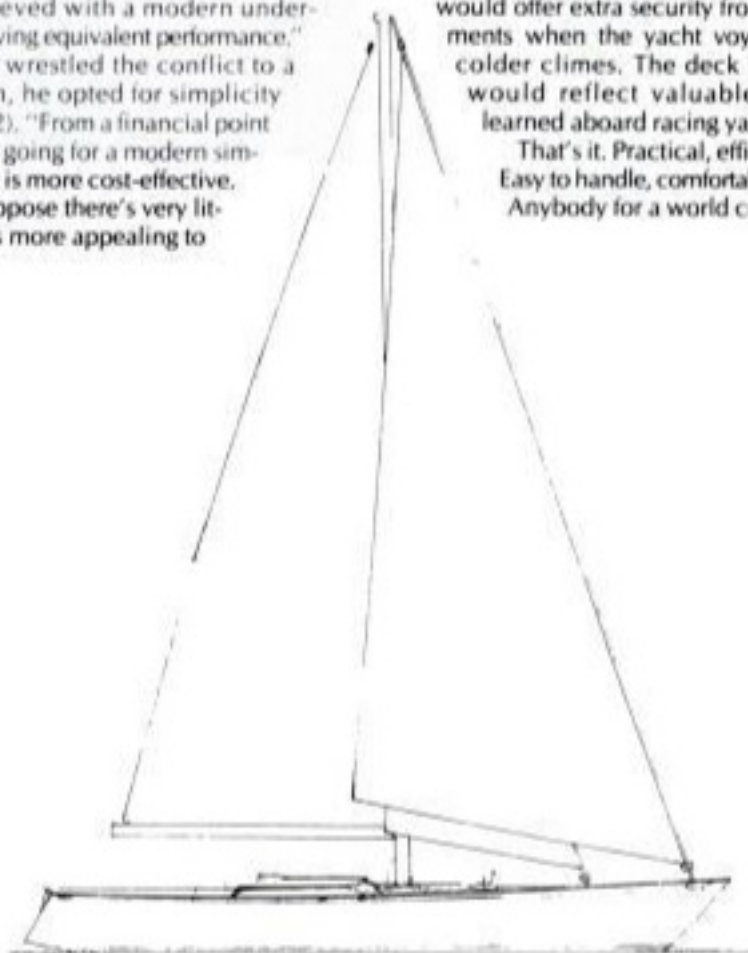 eved with a modern under-
ving equivalent performance."
wrestled the conflict to a
n, he opted for simplicity
2). "From a financial point
going for a modern sim-
is more cost-effective.
ppose there's very lit-
s more appealing to
would offer extra security from
ments when the yacht voy
colder climes. The deck
would reflect valuable
learned aboard racing ya
That's it. Practical, effi
Easy to handle, comforta
Anybody for a world c